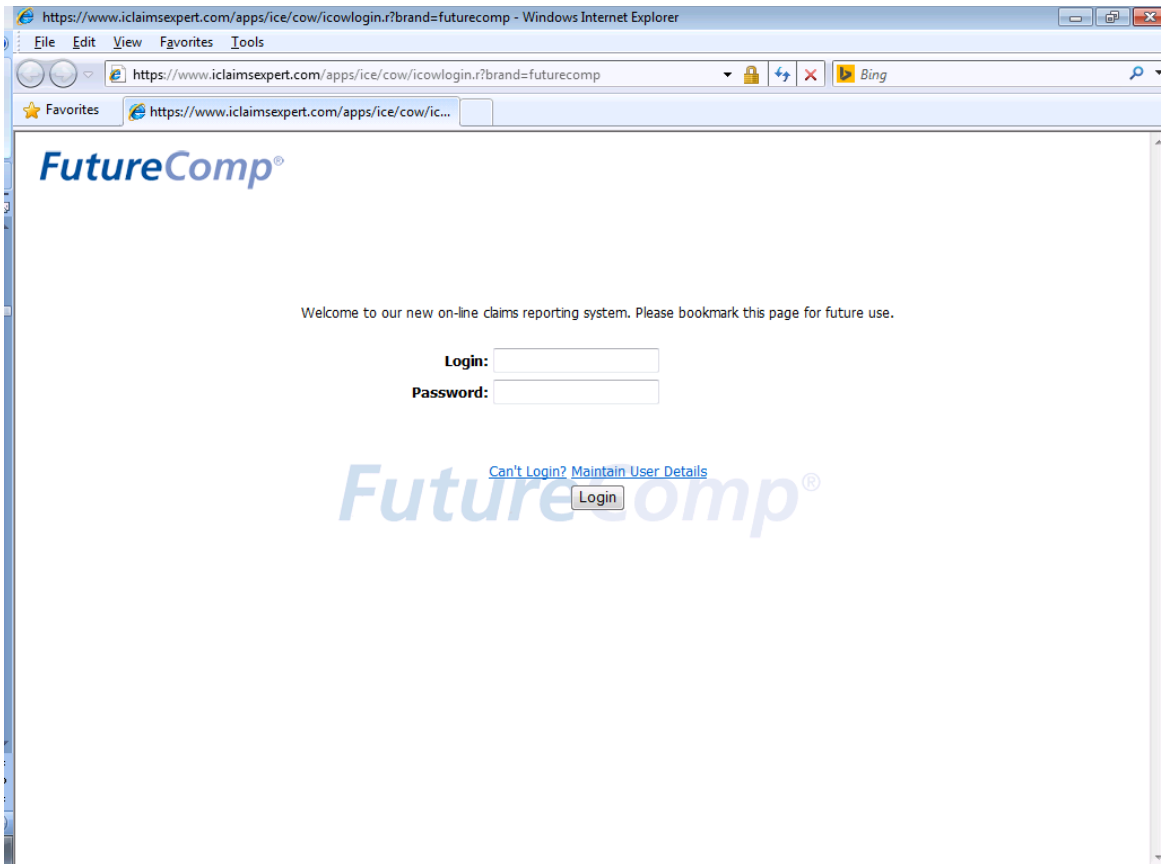 https://www.iclaimsexpert.com/apps/ice/cow/icowlogin.r?brand=futurecomp - Windows Internet Explorer
File Edit View Favorites Tools
https://www.iclaimsexpert.com/apps/ice/cow/icowlogin.r?brand=futurecomp Bing
Favorites https://www.iclaimsexpert.com/apps/ice/cow/ic...
FutureComp®
Welcome to our new on-line claims reporting system. Please bookmark this page for future use.
Login:
Password:
Can't Login? Maintain User Details
FutureComp®
Login